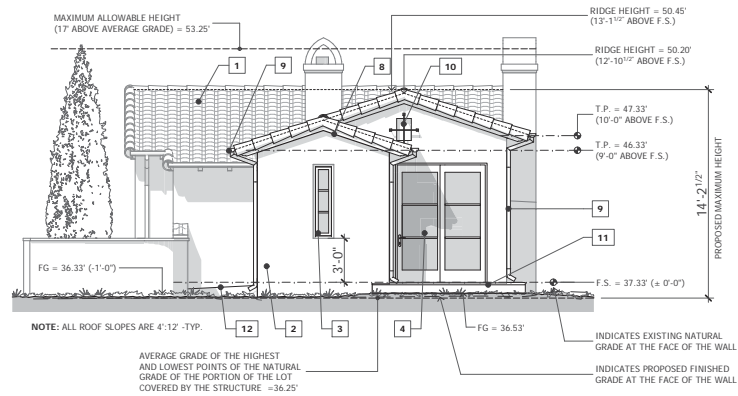 MAXIMUM ALLOWABLE HEIGHT
(17' ABOVE AVERAGE GRADE) = 53.25'
RIDGE HEIGHT = 50.45'
(13'-1 1/2" ABOVE F.S.)
RIDGE HEIGHT = 50.20'
(12'-10 1/2" ABOVE F.S.)
1
9
8
10
T.P. = 47.33'
(10'-0" ABOVE F.S.)
T.P. = 46.33'
(9'-0" ABOVE F.S.)
14'-2 1/2"
PROPOSED MAXIMUM HEIGHT
9
11
3'-0"
FG = 36.33' (-1'-0")
F.S. = 37.33' (± 0'-0")
NOTE: ALL ROOF SLOPES ARE 4':12' -TYP.
12
2
3
4
FG = 36.53'
INDICATES EXISTING NATURAL
GRADE AT THE FACE OF THE WALL
AVERAGE GRADE OF THE HIGHEST
AND LOWEST POINTS OF THE NATURAL
GRADE OF THE PORTION OF THE LOT
COVERED BY THE STRUCTURE =36.25'
INDICATES PROPOSED FINISHED
GRADE AT THE FACE OF THE WALL